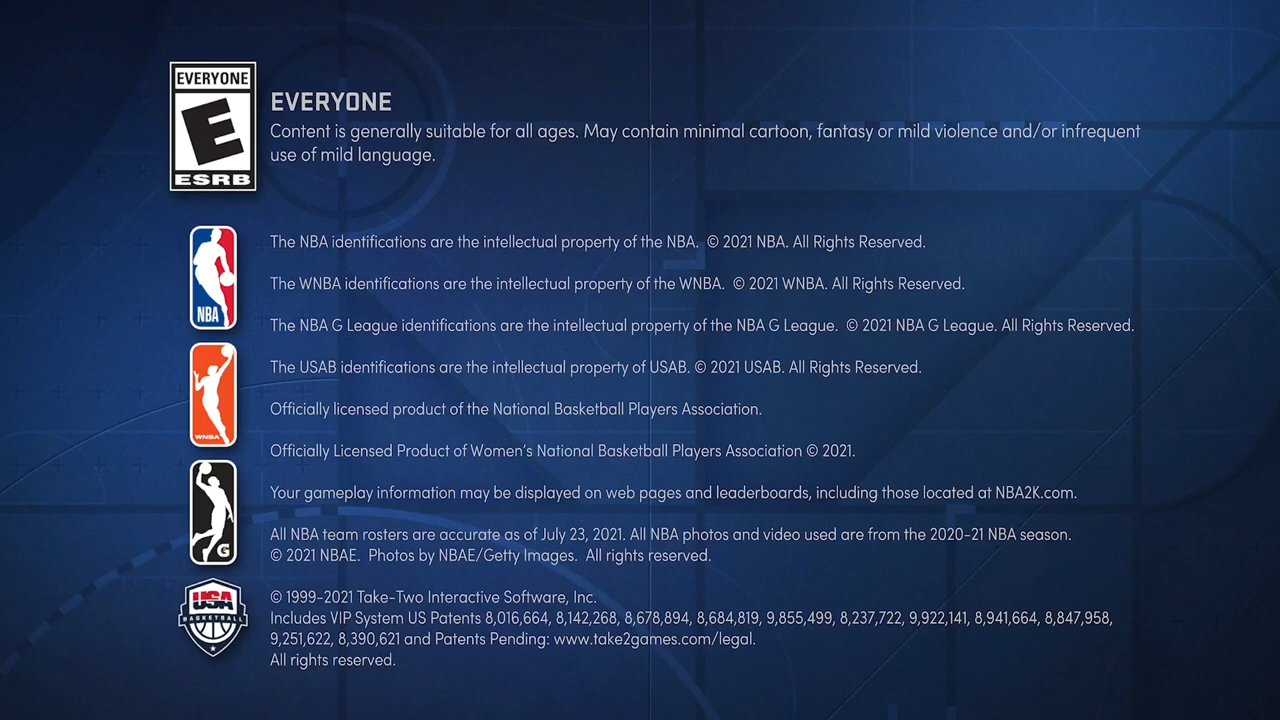 EVERYONE
E
ESRB
EVERYONE
Content is generally suitable for all ages. May contain minimal cartoon, fantasy or mild violence and/or infrequent
use of mild language.
NBA
The NBA identifications are the intellectual property of the NBA.  © 2021 NBA. All Rights Reserved.
The WNBA identifications are the intellectual property of the WNBA.  © 2021 WNBA. All Rights Reserved.
The NBA G League identifications are the intellectual property of the NBA G League.  © 2021 NBA G League. All Rights Reserved.
WNBA
The USAB identifications are the intellectual property of USAB. © 2021 USAB. All Rights Reserved.
Officially licensed product of the National Basketball Players Association.
Officially Licensed Product of Women's National Basketball Players Association © 2021.
G
Your gameplay information may be displayed on web pages and leaderboards, including those located at NBA2K.com.
All NBA team rosters are accurate as of July 23, 2021. All NBA photos and video used are from the 2020-21 NBA season.
© 2021 NBAE.  Photos by NBAE/Getty Images.  All rights reserved.
USA
BASKETBALL
© 1999-2021 Take-Two Interactive Software, Inc.
Includes VIP System US Patents 8,016,664, 8,142,268, 8,678,894, 8,684,819, 9,855,499, 8,237,722, 9,922,141, 8,941,664, 8,847,958,
9,251,622, 8,390,621 and Patents Pending: www.take2games.com/legal.
All rights reserved.